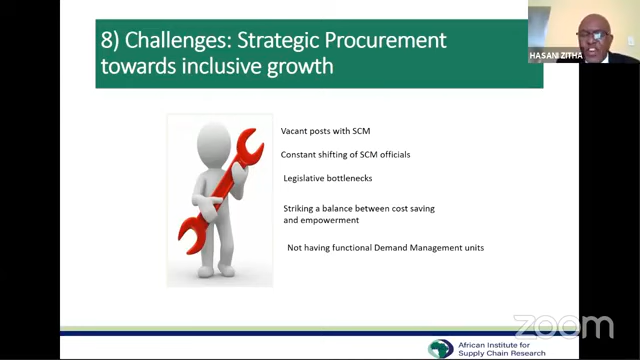 8) Challenges: Strategic Procurement
towards inclusive growth
HASANI ZITHA
Vacant posts with SCM
Constant shifting of SCM officials
Legislative bottlenecks
Striking a balance between cost saving
and empowerment
Not having functional Demand Management units
zoom
African Institute for
Supply Chain Research